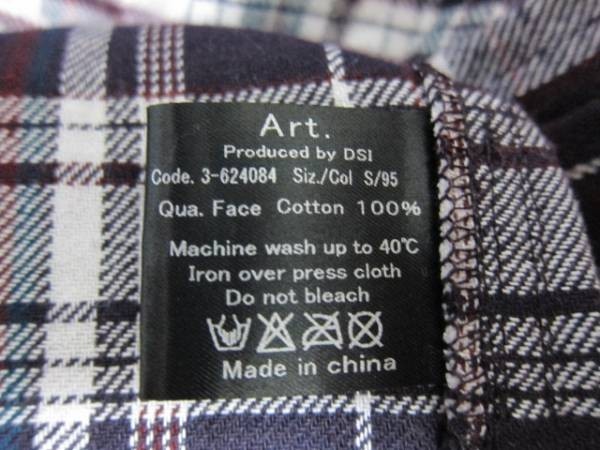 Art.
Produced by DSI
Code. 3-624084 Siz./Col S/95
Qua. Face Cotton 100%
Machine wash up to 40℃
Iron over press cloth
Do not bleach
Made in china